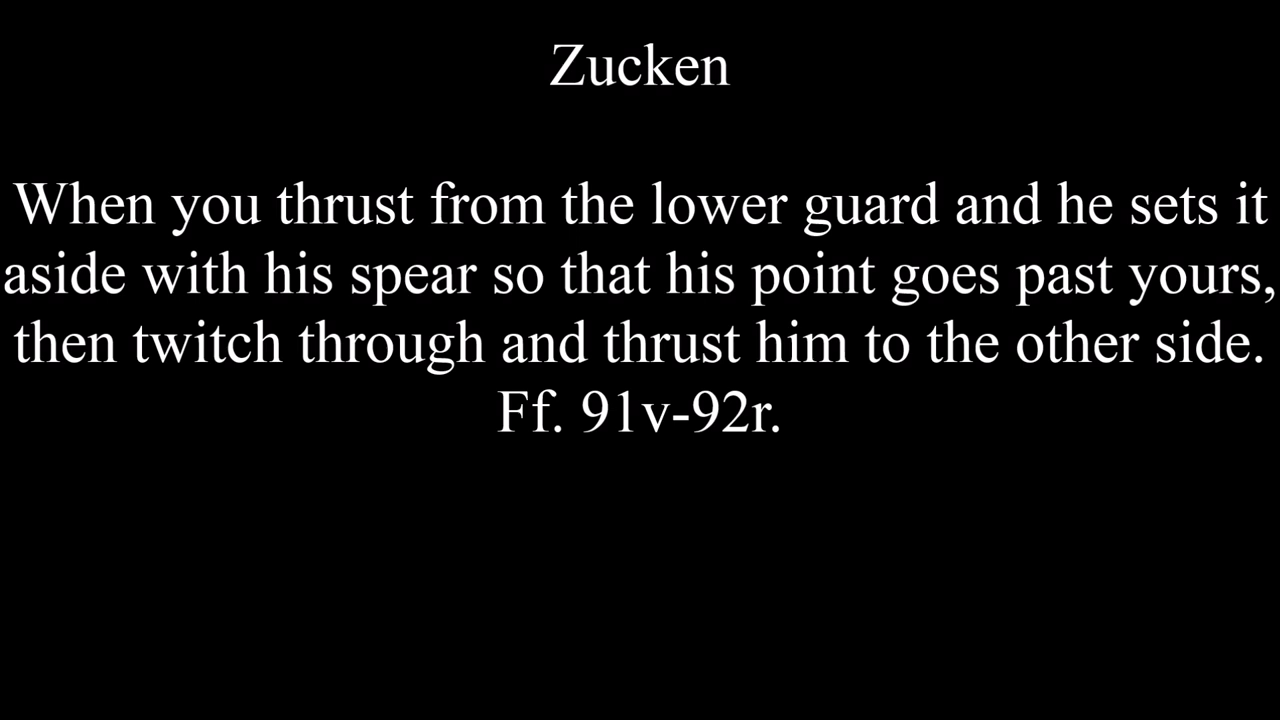 Zucken
When you thrust from the lower guard and he sets it
aside with his spear so that his point goes past yours,
then twitch through and thrust him to the other side.
Ff. 91v-92r.